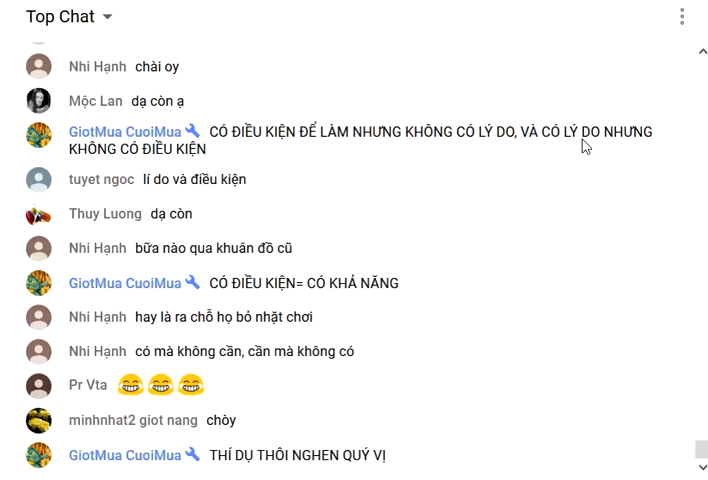 Top Chat
Nhi Hạnh chài oy
Mộc Lan dạ còn ạ
GiotMua CuoiMua CÓ ĐIỀU KIỆN ĐỂ LÀM NHƯNG KHÔNG CÓ LÝ DO, VÀ CÓ LÝ DO NHƯNG
KHÔNG CÓ ĐIỀU KIỆN
tuyet ngoc lí do và điều kiện
Thuy Luong dạ còn
Nhi Hạnh bữa nào qua khuân đồ cũ
GiotMua CuoiMua CÓ ĐIỀU KIỆN= CÓ KHẢ NĂNG
Nhi Hạnh hay là ra chỗ họ bỏ nhặt chơi
Nhi Hạnh có mà không cần, cần mà không có
Pr Vta 😂😂😂
minhnhat2 giot nang chòy
GiotMua CuoiMua THÍ DỤ THÔI NGHEN QUÝ VỊ